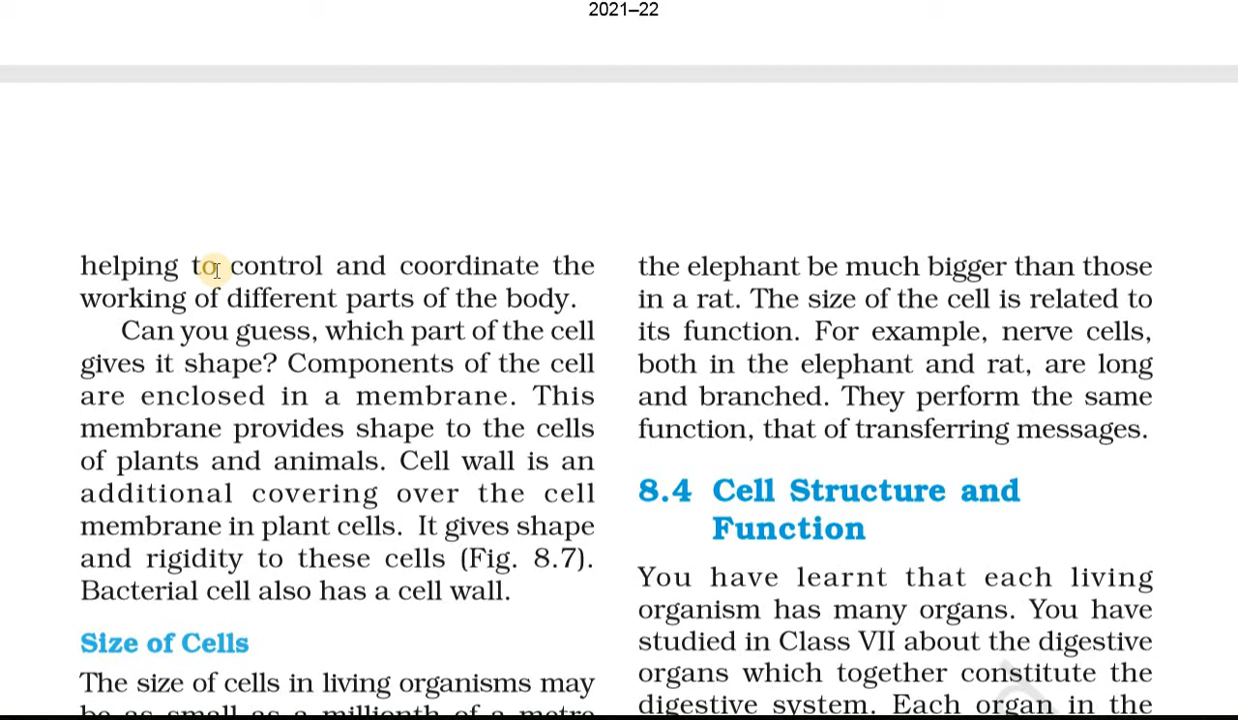 2021–22
helping to control and coordinate the
working of different parts of the body.
Can you guess, which part of the cell
gives it shape? Components of the cell
are enclosed in a membrane. This
membrane provides shape to the cells
of plants and animals. Cell wall is an
additional covering over the cell
membrane in plant cells. It gives shape
and rigidity to these cells (Fig. 8.7).
Bacterial cell also has a cell wall.
Size of Cells
The size of cells in living organisms may
be as small as a millionth of a metre
the elephant be much bigger than those
in a rat. The size of the cell is related to
its function. For example, nerve cells,
both in the elephant and rat, are long
and branched. They perform the same
function, that of transferring messages.
8.4 Cell Structure and
Function
You have learnt that each living
organism has many organs. You have
studied in Class VII about the digestive
organs which together constitute the
digestive system. Each organ in the